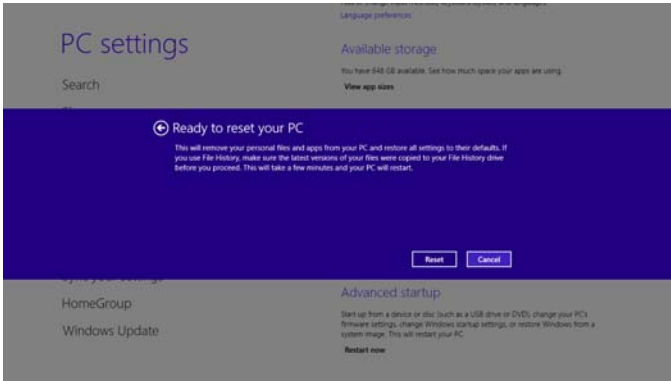 Language preferences
PC settings
Available storage
You have 648 GB available. See how much space your apps are using.
Search
View app sizes
Ready to reset your PC
This will remove your personal files and apps from your PC and restore all settings to their defaults. If
you use File History, make sure the latest versions of your files were copied to your File History drive
before you proceed. This will take a few minutes and your PC will restart.
Reset
Cancel
HomeGroup
Advanced startup
Start up from a device or disc (such as a USB drive or DVD), change your PC's
firmware settings, change Windows startup settings, or restore Windows from a
system image. This will restart your PC.
Windows Update
Restart now